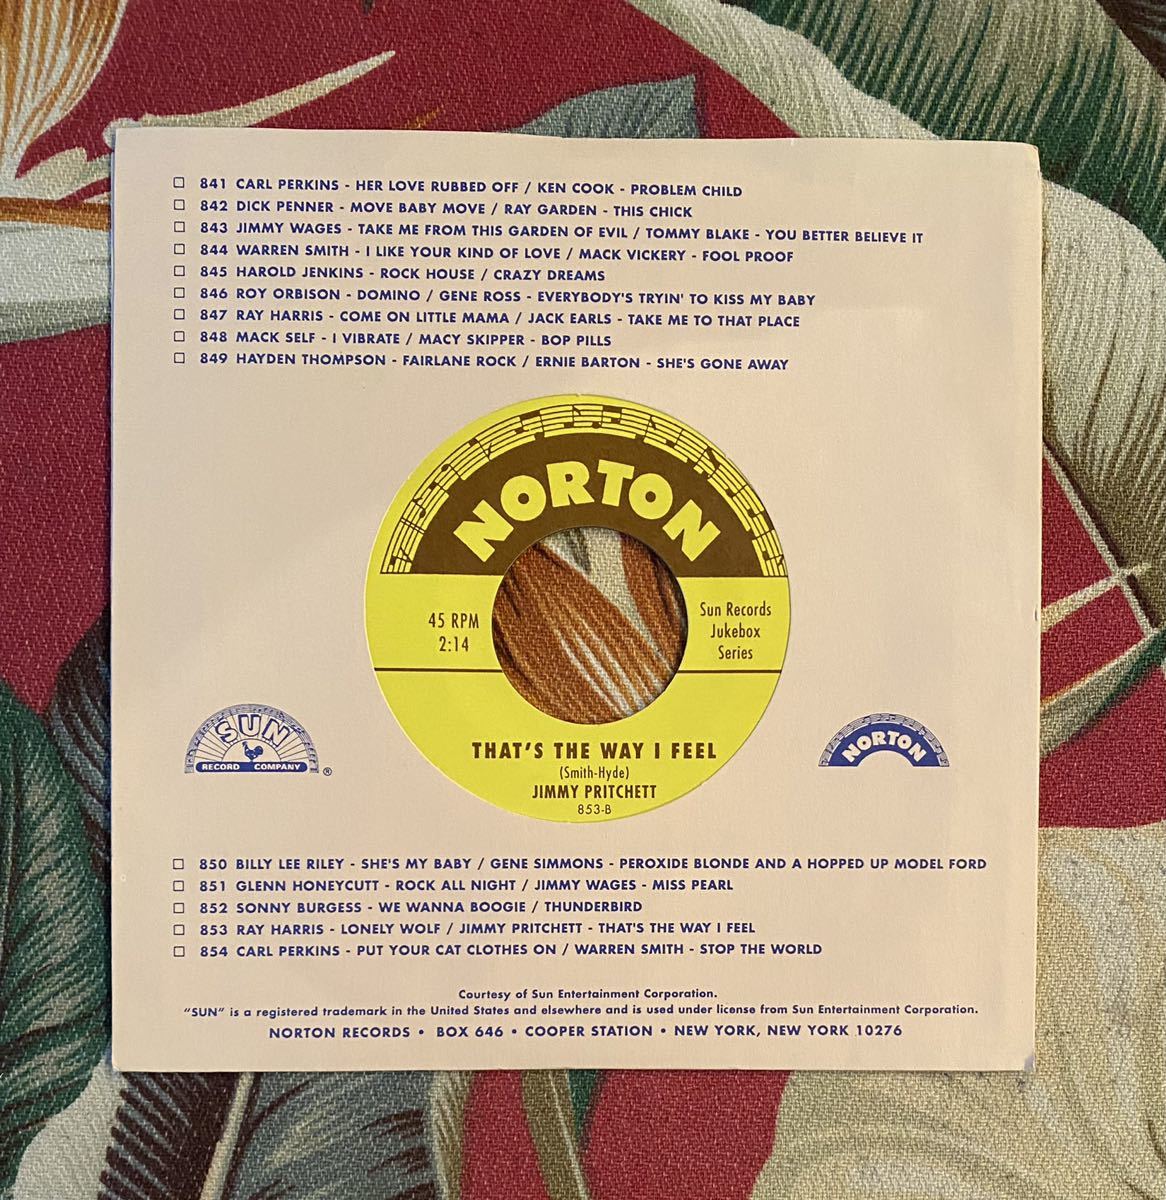 ☐ 841 CARL PERKINS - HER LOVE RUBBED OFF / KEN COOK - PROBLEM CHILD
☐ 842 DICK PENNER - MOVE BABY MOVE / RAY GARDEN - THIS CHICK
☐ 843 JIMMY WAGES - TAKE ME FROM THIS GARDEN OF EVIL / TOMMY BLAKE - YOU BETTER BELIEVE IT
☐ 844 WARREN SMITH - I LIKE YOUR KIND OF LOVE / MACK VICKERY - FOOL PROOF
☐ 845 HAROLD JENKINS - ROCK HOUSE / CRAZY DREAMS
☐ 846 ROY ORBISON - DOMINO / GENE ROSS - EVERYBODY'S TRYIN' TO KISS MY BABY
☐ 847 RAY HARRIS - COME ON LITTLE MAMA / JACK EARLS - TAKE ME TO THAT PLACE
☐ 848 MACK SELF - I VIBRATE / MACY SKIPPER - BOP PILLS
☐ 849 HAYDEN THOMPSON - FAIRLANE ROCK / ERNIE BARTON - SHE'S GONE AWAY
NORTON
45 RPM
2:14
Sun Records
Jukebox
Series
THAT'S THE WAY I FEEL
(Smith-Hyde)
JIMMY PRITCHETT
853-B
SUN
RECORD COMPANY ®
NORTON
☐ 850 BILLY LEE RILEY - SHE'S MY BABY / GENE SIMMONS - PEROXIDE BLONDE AND A HOPPED UP MODEL FORD
☐ 851 GLENN HONEYCUTT - ROCK ALL NIGHT / JIMMY WAGES - MISS PEARL
☐ 852 SONNY BURGESS - WE WANNA BOOGIE / THUNDERBIRD
☐ 853 RAY HARRIS - LONELY WOLF / JIMMY PRITCHETT - THAT'S THE WAY I FEEL
☐ 854 CARL PERKINS - PUT YOUR CAT CLOTHES ON / WARREN SMITH - STOP THE WORLD
Courtesy of Sun Entertainment Corporation.
"SUN" is a registered trademark in the United States and elsewhere and is used under license from Sun Entertainment Corporation.
NORTON RECORDS • BOX 646 • COOPER STATION • NEW YORK, NEW YORK 10276